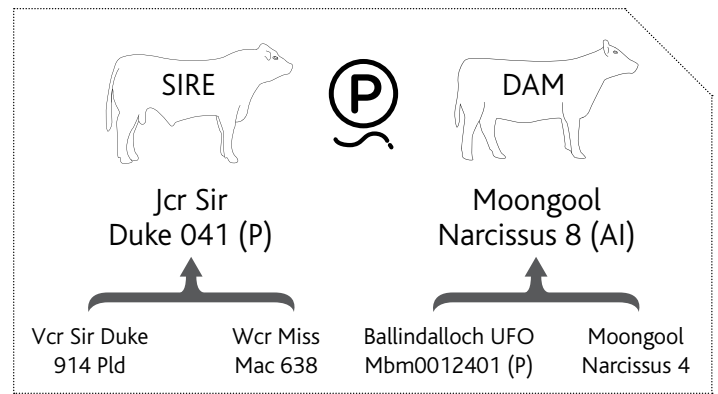 SIRE
P
DAM
Jcr Sir
Duke 041 (P)
Moongool
Narcissus 8 (AI)
Vcr Sir Duke
914 Pld
Wcr Miss
Mac 638
Ballindalloch UFO
Mbm0012401 (P)
Moongool
Narcissus 4